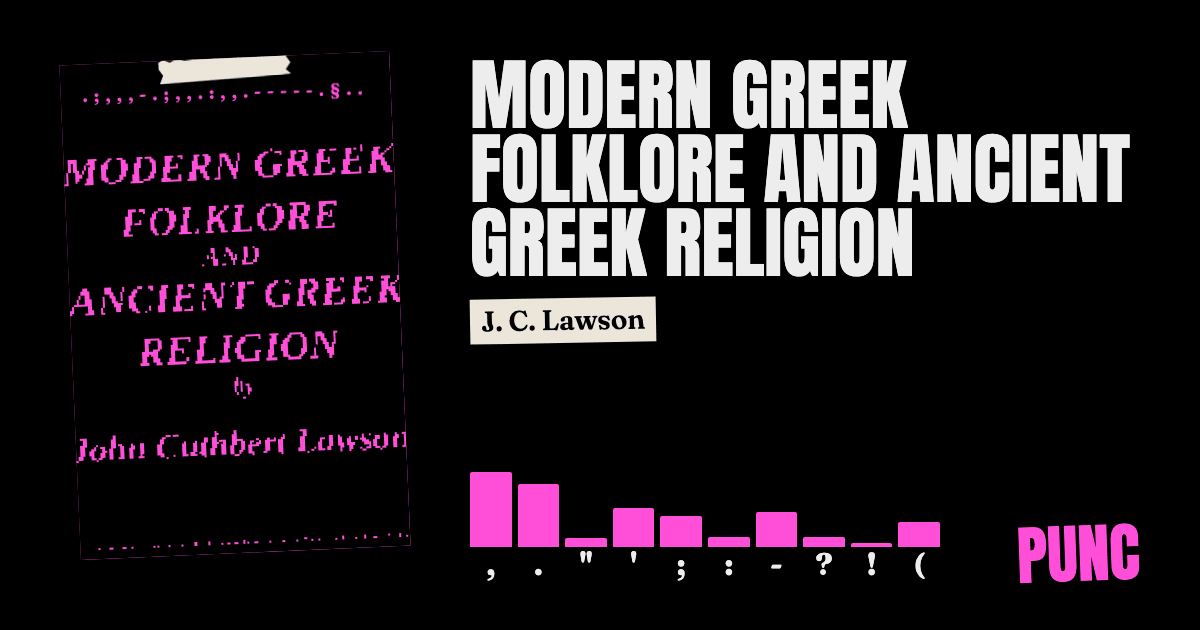 .;,,,-.;,,.:,,.-----.§..
MODERN GREEK
FOLKLORE
AND
ANCIENT GREEK
RELIGION
by
John Cuthbert Lawson
MODERN GREEK
FOLKLORE AND ANCIENT
GREEK RELIGION
J. C. Lawson
, . " ' ; : - ? ! (
PUNC